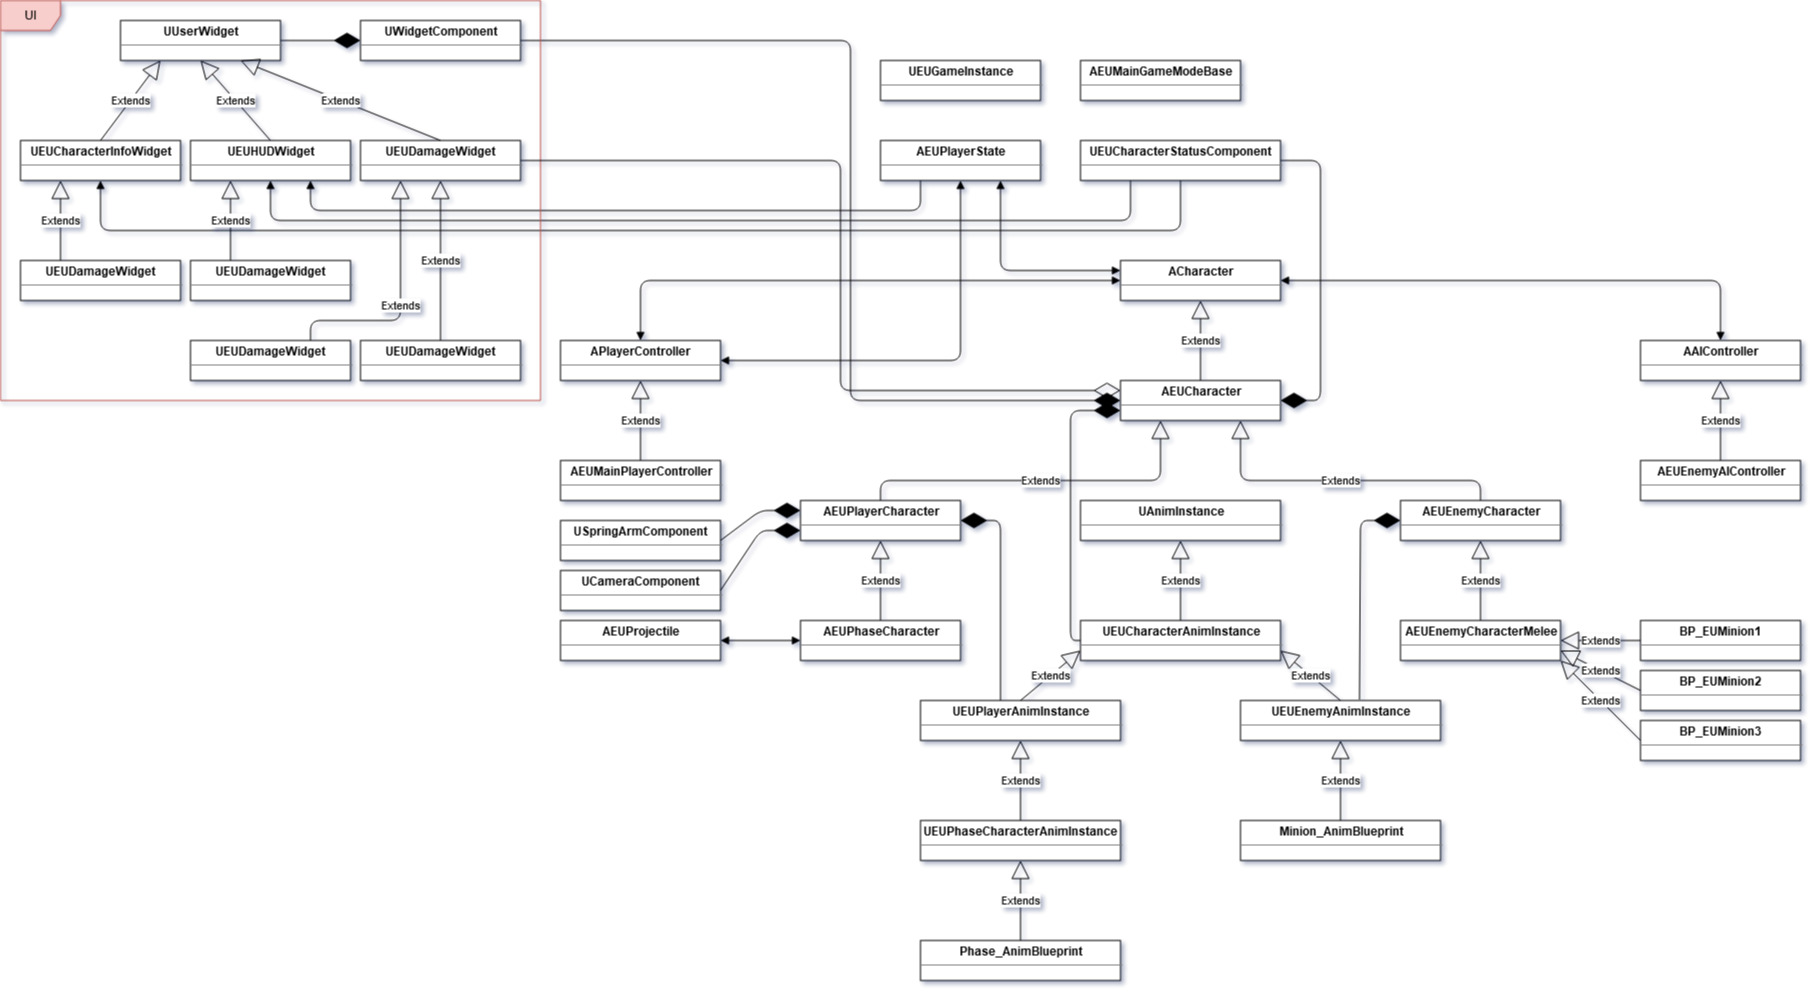 UI
UUserWidget
UWidgetComponent
UEUGameInstance
AEUMainGameModeBase
Extends
Extends
Extends
UEUCharacterInfoWidget
UEUHUDWidget
UEUDamageWidget
AEUPlayerState
UEUCharacterStatusComponent
Extends
Extends
Extends
Extends
UEUDamageWidget
UEUDamageWidget
ACharacter
UEUDamageWidget
UEUDamageWidget
APlayerController
Extends
AAIController
AEUCharacter
Extends
Extends
AEUMainPlayerController
AEUEnemyAIController
Extends
Extends
AEUPlayerCharacter
UAnimInstance
AEUEnemyCharacter
USpringArmComponent
UCameraComponent
Extends
Extends
Extends
AEUProjectile
AEUPhaseCharacter
UEUCharacterAnimInstance
AEUEnemyCharacterMelee
Extends
BP_EUMinion1
Extends
Extends
Extends
BP_EUMinion2
Extends
UEUPlayerAnimInstance
UEUEnemyAnimInstance
BP_EUMinion3
Extends
Extends
UEUPhaseCharacterAnimInstance
Minion_AnimBlueprint
Extends
Phase_AnimBlueprint